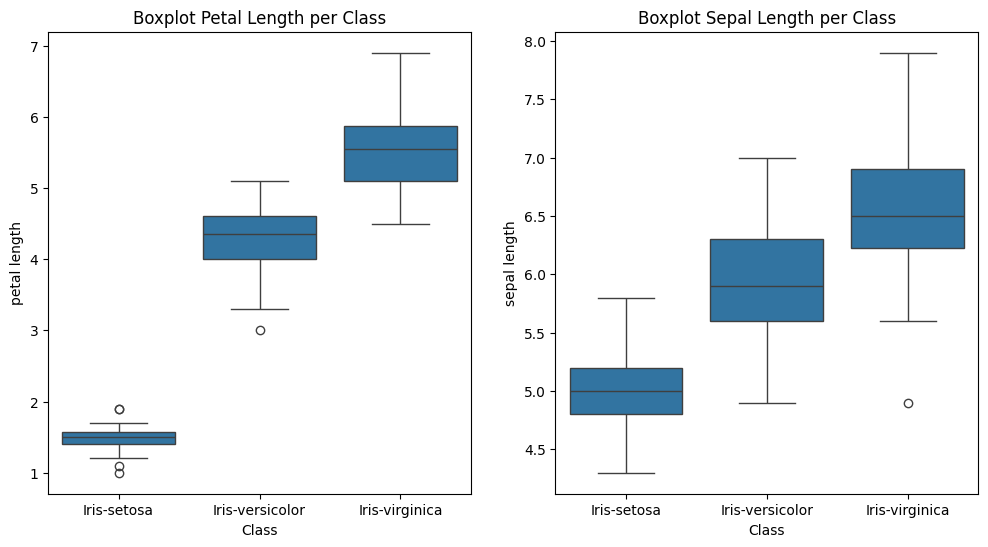 Boxplot Petal Length per Class
7
6
5
4
3
2
1
petal length
Iris-setosa Iris-versicolor Iris-virginica
Class
Boxplot Sepal Length per Class
8.0
7.5
7.0
6.5
6.0
5.5
5.0
4.5
sepal length
Iris-setosa Iris-versicolor Iris-virginica
Class